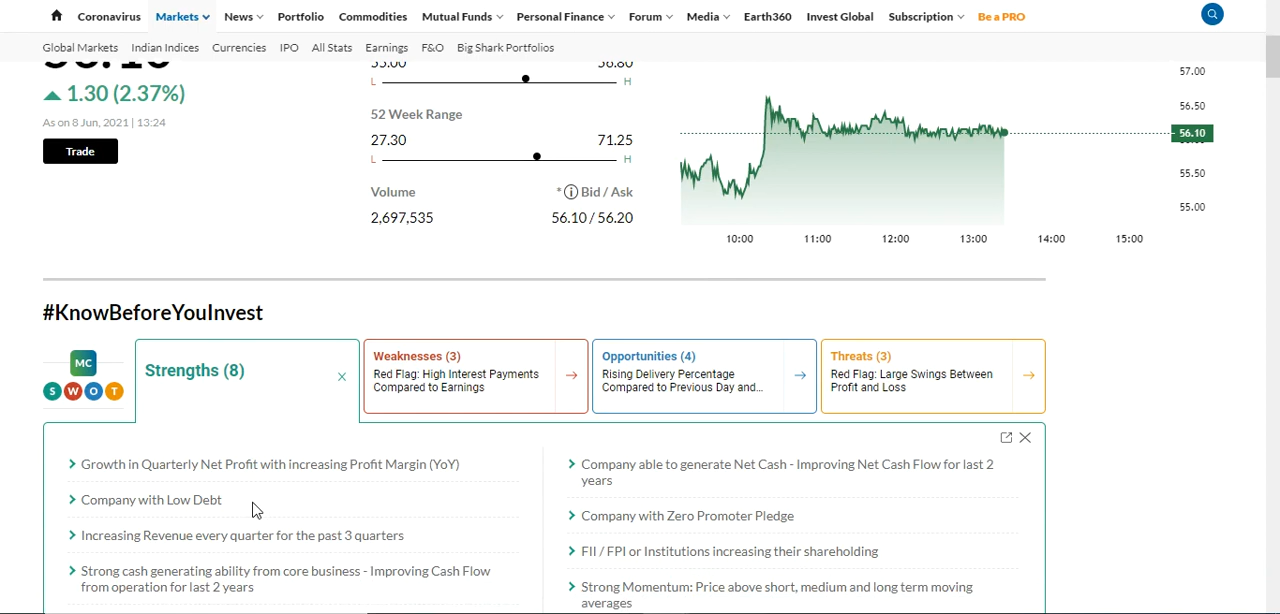 Coronavirus Markets News Portfolio Commodities Mutual Funds Personal Finance Forum Media Earth360 Invest Global Subscription Be a PRO
Global Markets Indian Indices Currencies IPO All Stats Earnings F&O Big Shark Portfolios
56.10
1.30 (2.37%)
As on 8 Jun, 2021 | 13:24
Trade
55.00 56.80
L H
52 Week Range
27.30 71.25
L H
Volume * Bid / Ask
2,697,535 56.10 / 56.20
57.00
56.50
56.10
55.50
55.00
10:00 11:00 12:00 13:00 14:00 15:00
#KnowBeforeYouInvest
MC
S W O T
Strengths (8)
Weaknesses (3)
Red Flag: High Interest Payments
Compared to Earnings
Opportunities (4)
Rising Delivery Percentage
Compared to Previous Day and...
Threats (3)
Red Flag: Large Swings Between
Profit and Loss
Growth in Quarterly Net Profit with increasing Profit Margin (YoY)
Company with Low Debt
Increasing Revenue every quarter for the past 3 quarters
Strong cash generating ability from core business - Improving Cash Flow
from operation for last 2 years
Company able to generate Net Cash - Improving Net Cash Flow for last 2
years
Company with Zero Promoter Pledge
FII / FPI or Institutions increasing their shareholding
Strong Momentum: Price above short, medium and long term moving
averages